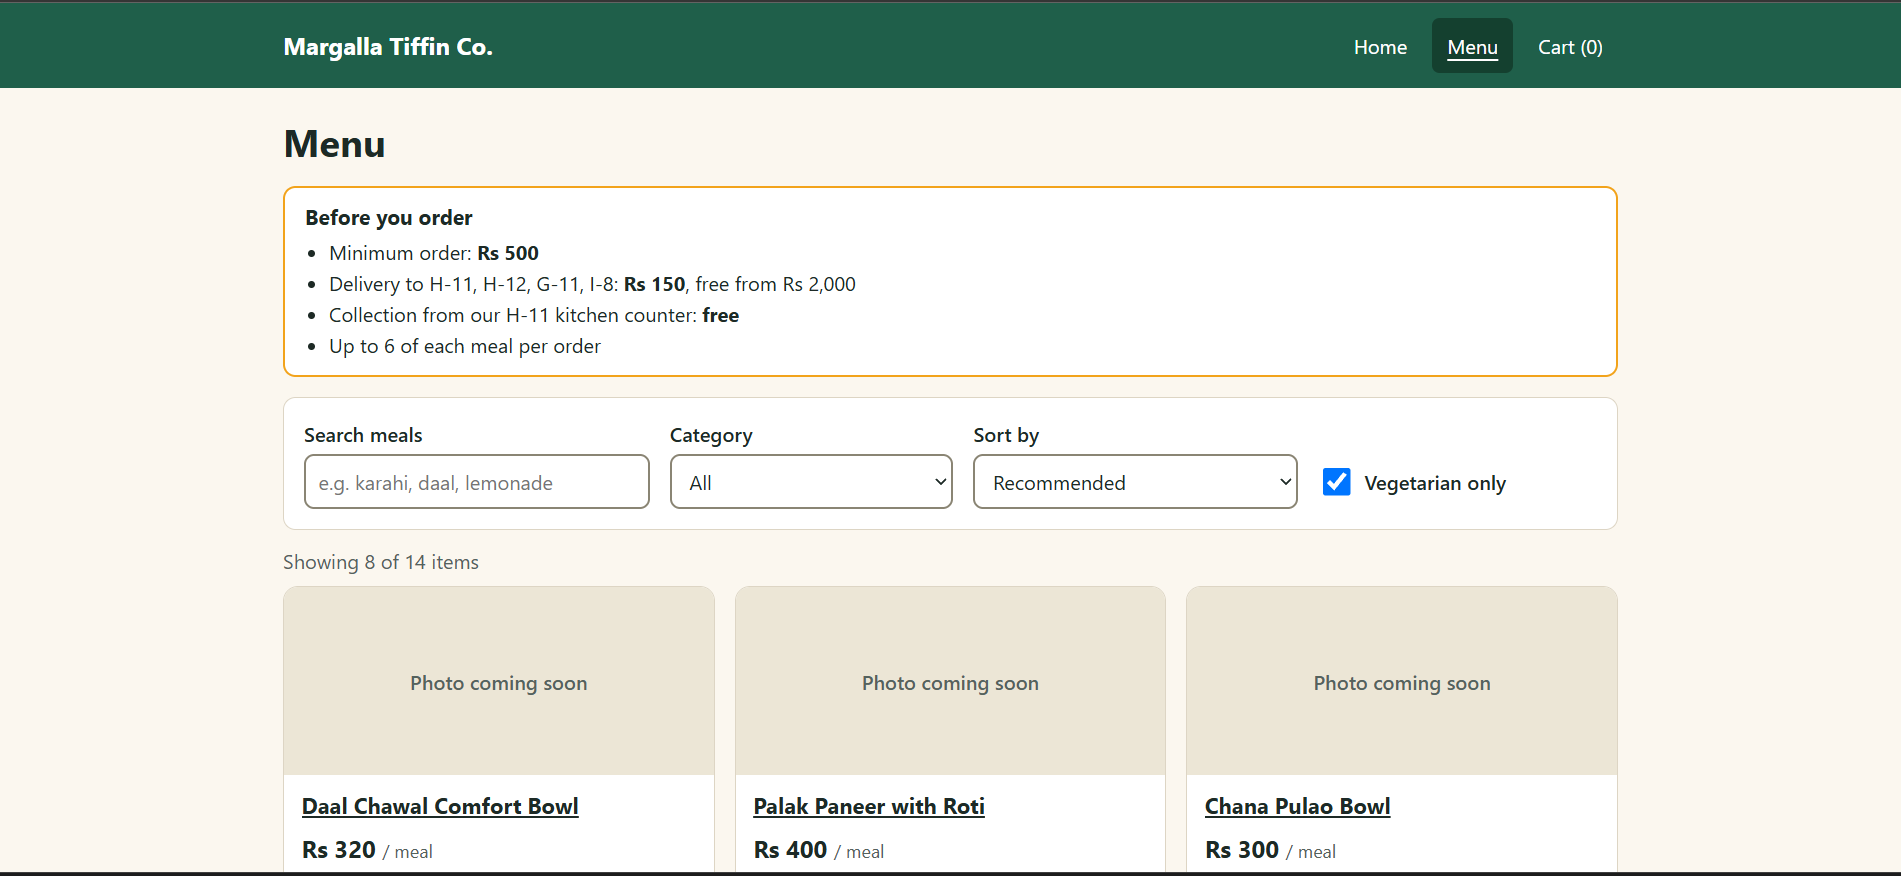 Margalla Tiffin Co.
Home Menu Cart (0)
Menu
Before you order
Minimum order: Rs 500
Delivery to H-11, H-12, G-11, I-8: Rs 150, free from Rs 2,000
Collection from our H-11 kitchen counter: free
Up to 6 of each meal per order
Search meals
e.g. karahi, daal, lemonade
Category
All
Sort by
Recommended
Vegetarian only
Showing 8 of 14 items
Photo coming soon
Daal Chawal Comfort Bowl
Rs 320 / meal
Photo coming soon
Palak Paneer with Roti
Rs 400 / meal
Photo coming soon
Chana Pulao Bowl
Rs 300 / meal